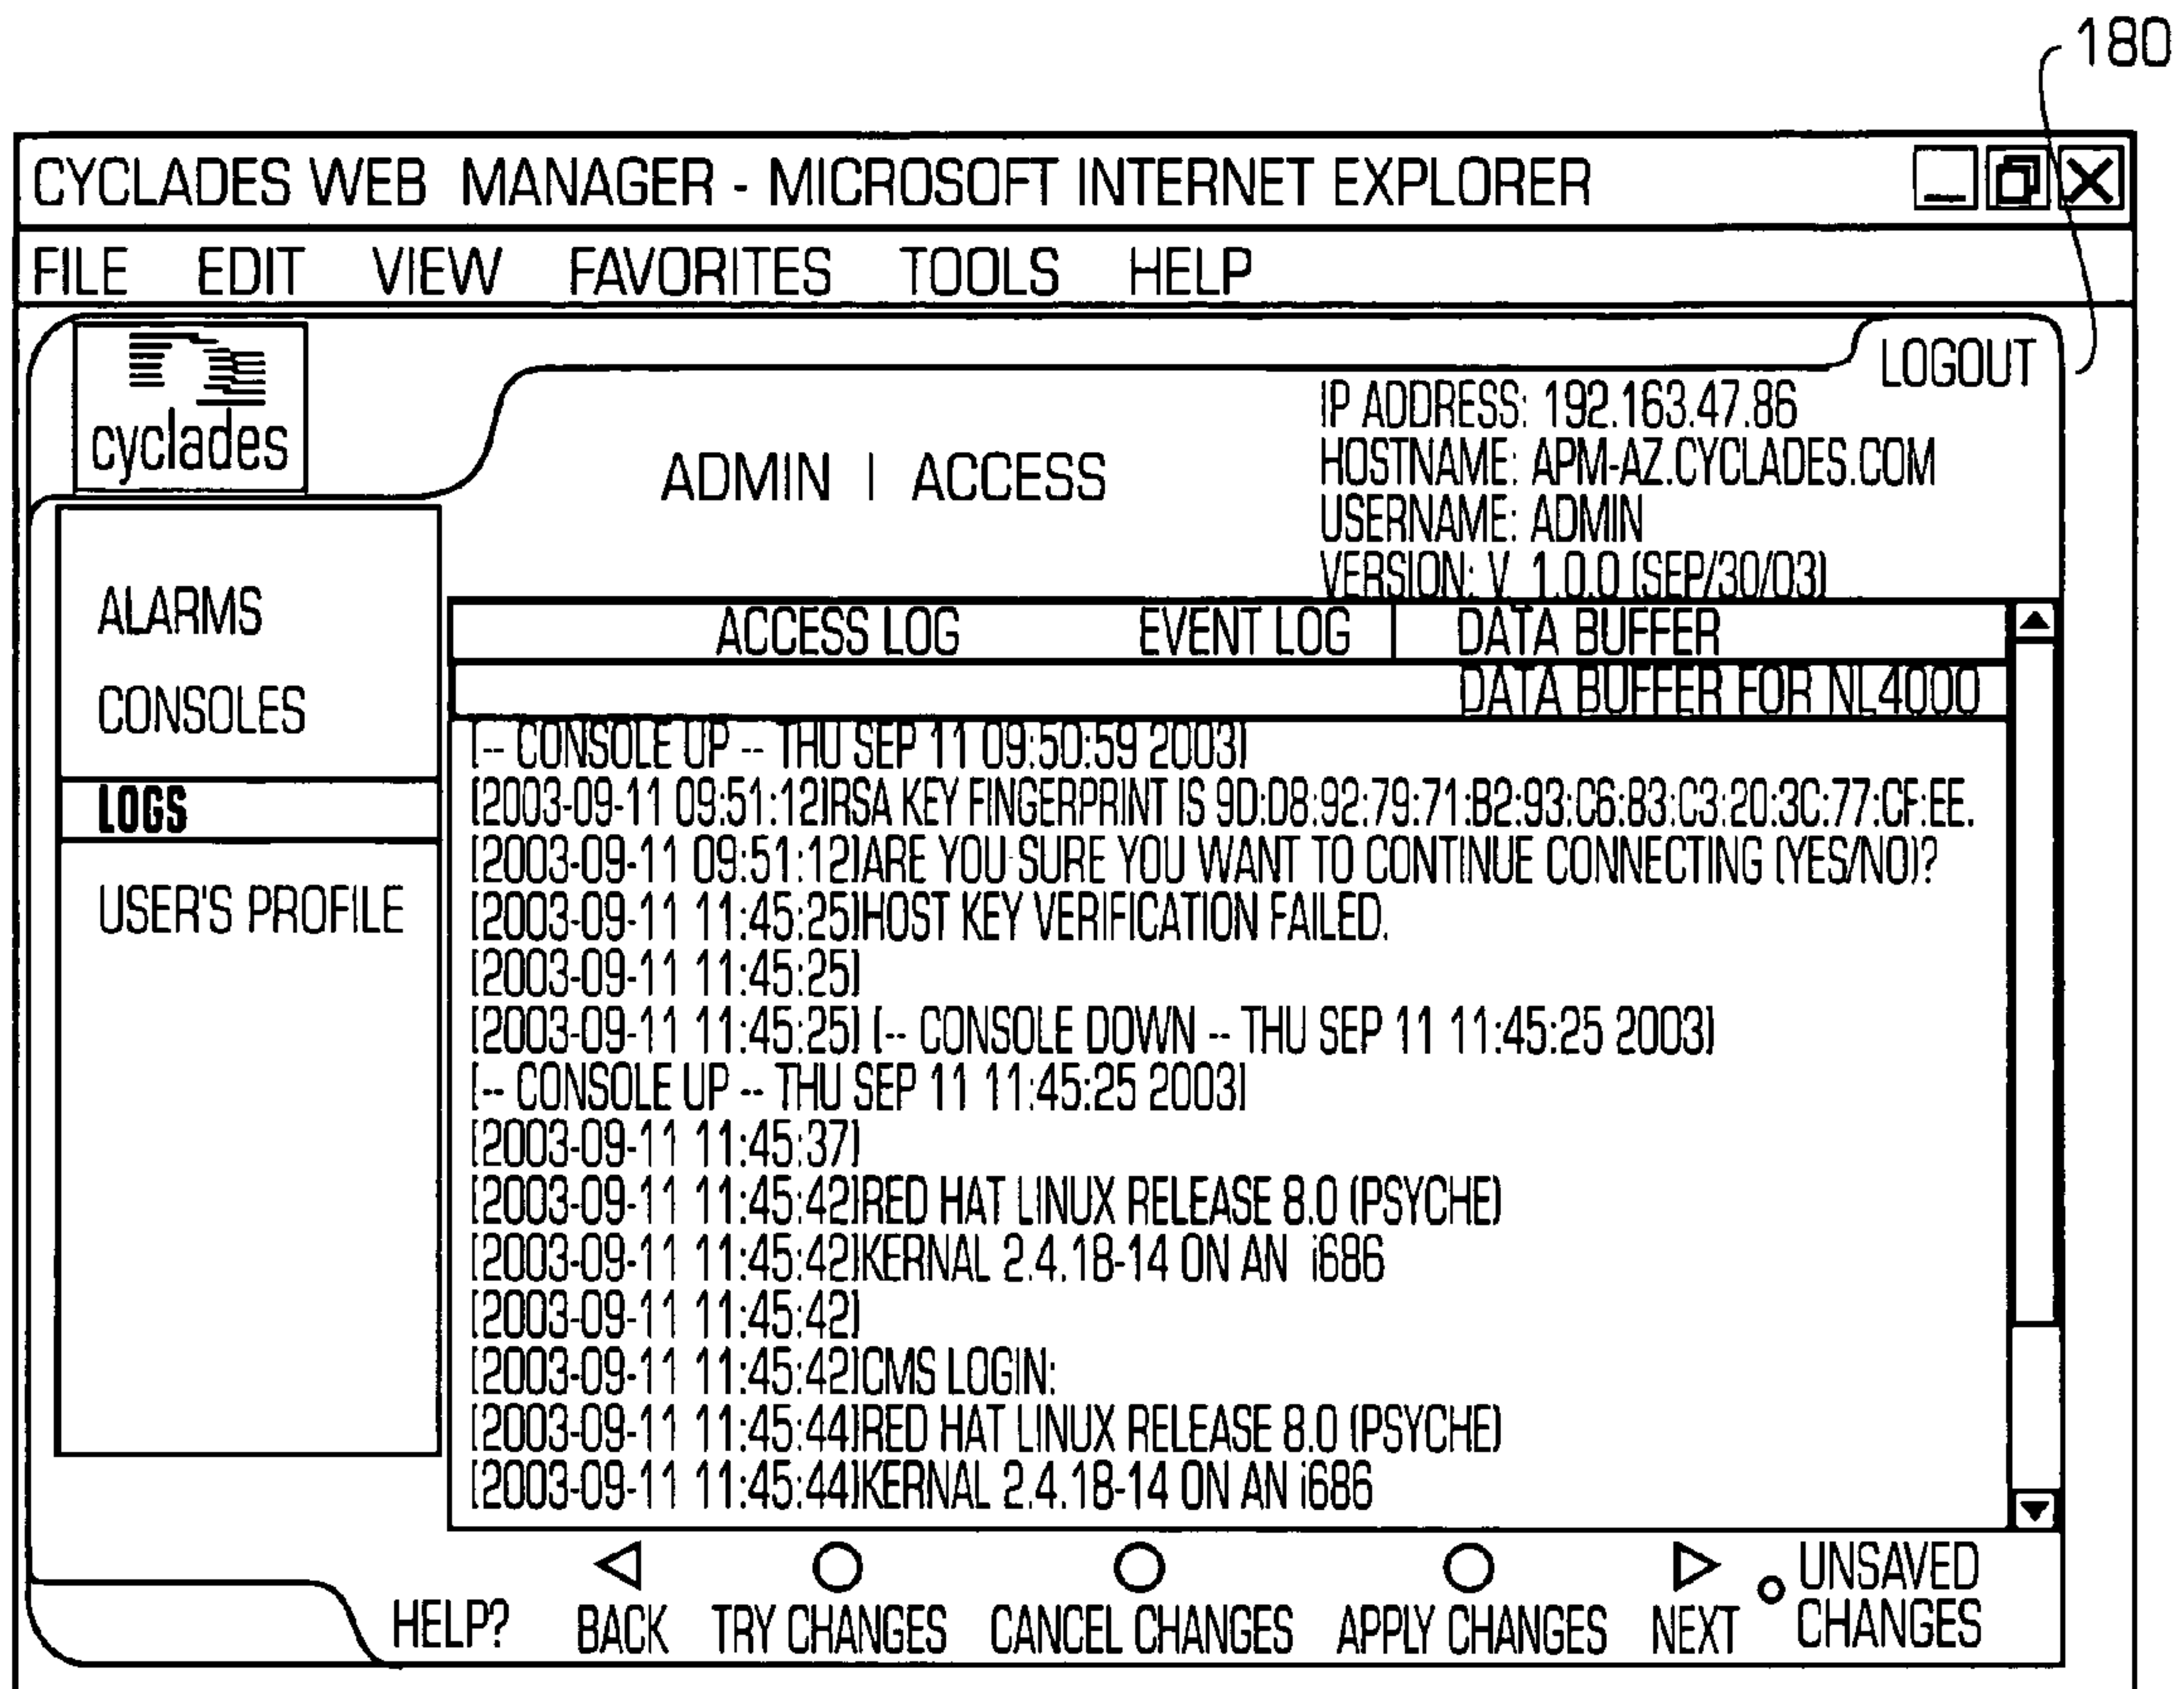 180
CYCLADES WEB MANAGER - MICROSOFT INTERNET EXPLORER
FILE EDIT VIEW FAVORITES TOOLS HELP
cyclades
LOGOUT
ADMIN | ACCESS
IP ADDRESS: 192.163.47.86
HOSTNAME: APM-AZ.CYCLADES.COM
USERNAME: ADMIN
VERSION: V 1.0.0 (SEP/30/03)
ALARMS
CONSOLES
LOGS
USER'S PROFILE
ACCESS LOG EVENT LOG DATA BUFFER
DATA BUFFER FOR NL4000
[-- CONSOLE UP -- THU SEP 11 09:50:59 2003]
[2003-09-11 09:51:12]RSA KEY FINGERPRINT IS 9D:D8:92:79:71:B2:93:C6:83:C3:20:3C:77:CF:EE.
[2003-09-11 09:51:12]ARE YOU SURE YOU WANT TO CONTINUE CONNECTING (YES/NO)?
[2003-09-11 11:45:25]HOST KEY VERIFICATION FAILED.
[2003-09-11 11:45:25]
[2003-09-11 11:45:25] [-- CONSOLE DOWN -- THU SEP 11 11:45:25 2003]
[-- CONSOLE UP -- THU SEP 11 11:45:25 2003]
[2003-09-11 11:45:37]
[2003-09-11 11:45:42]RED HAT LINUX RELEASE 8.0 (PSYCHE)
[2003-09-11 11:45:42]KERNAL 2.4.18-14 ON AN i686
[2003-09-11 11:45:42]
[2003-09-11 11:45:42]CMS LOGIN:
[2003-09-11 11:45:44]RED HAT LINUX RELEASE 8.0 (PSYCHE)
[2003-09-11 11:45:44]KERNAL 2.4.18-14 ON AN i686
HELP? BACK TRY CHANGES CANCEL CHANGES APPLY CHANGES NEXT
UNSAVED
CHANGES